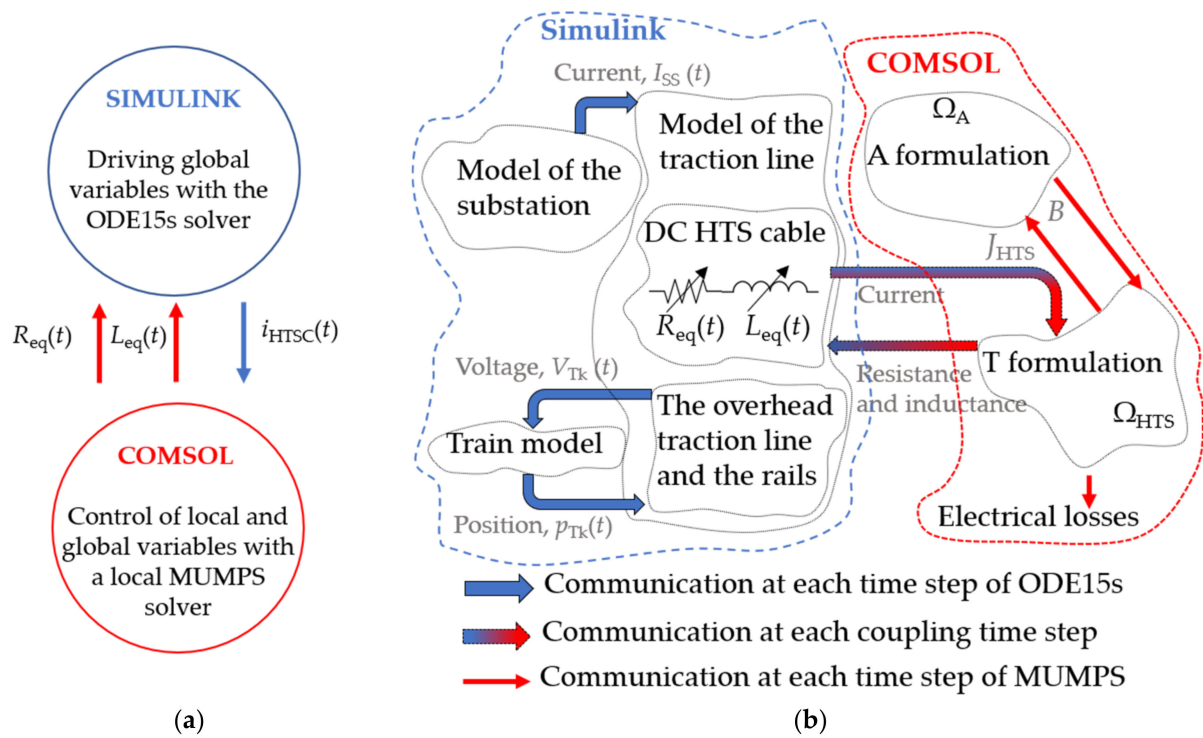 SIMULINK
Driving global
variables with the
ODE15s solver
Req(t)
Leq(t)
iHTSC(t)
COMSOL
Control of local and
global variables with
a local MUMPS
solver
(a)
Simulink
Current, ISS (t)
Model of the
substation
Model of the
traction line
DC HTS cable
Req(t)
Leq(t)
Voltage, VTk (t)
Train model
Position, pTk(t)
The overhead
traction line
and the rails
COMSOL
ΩA
A formulation
B
JHTS
Current
Resistance
and inductance
T formulation
ΩHTS
Electrical losses
Communication at each time step of ODE15s
Communication at each coupling time step
Communication at each time step of MUMPS
(b)